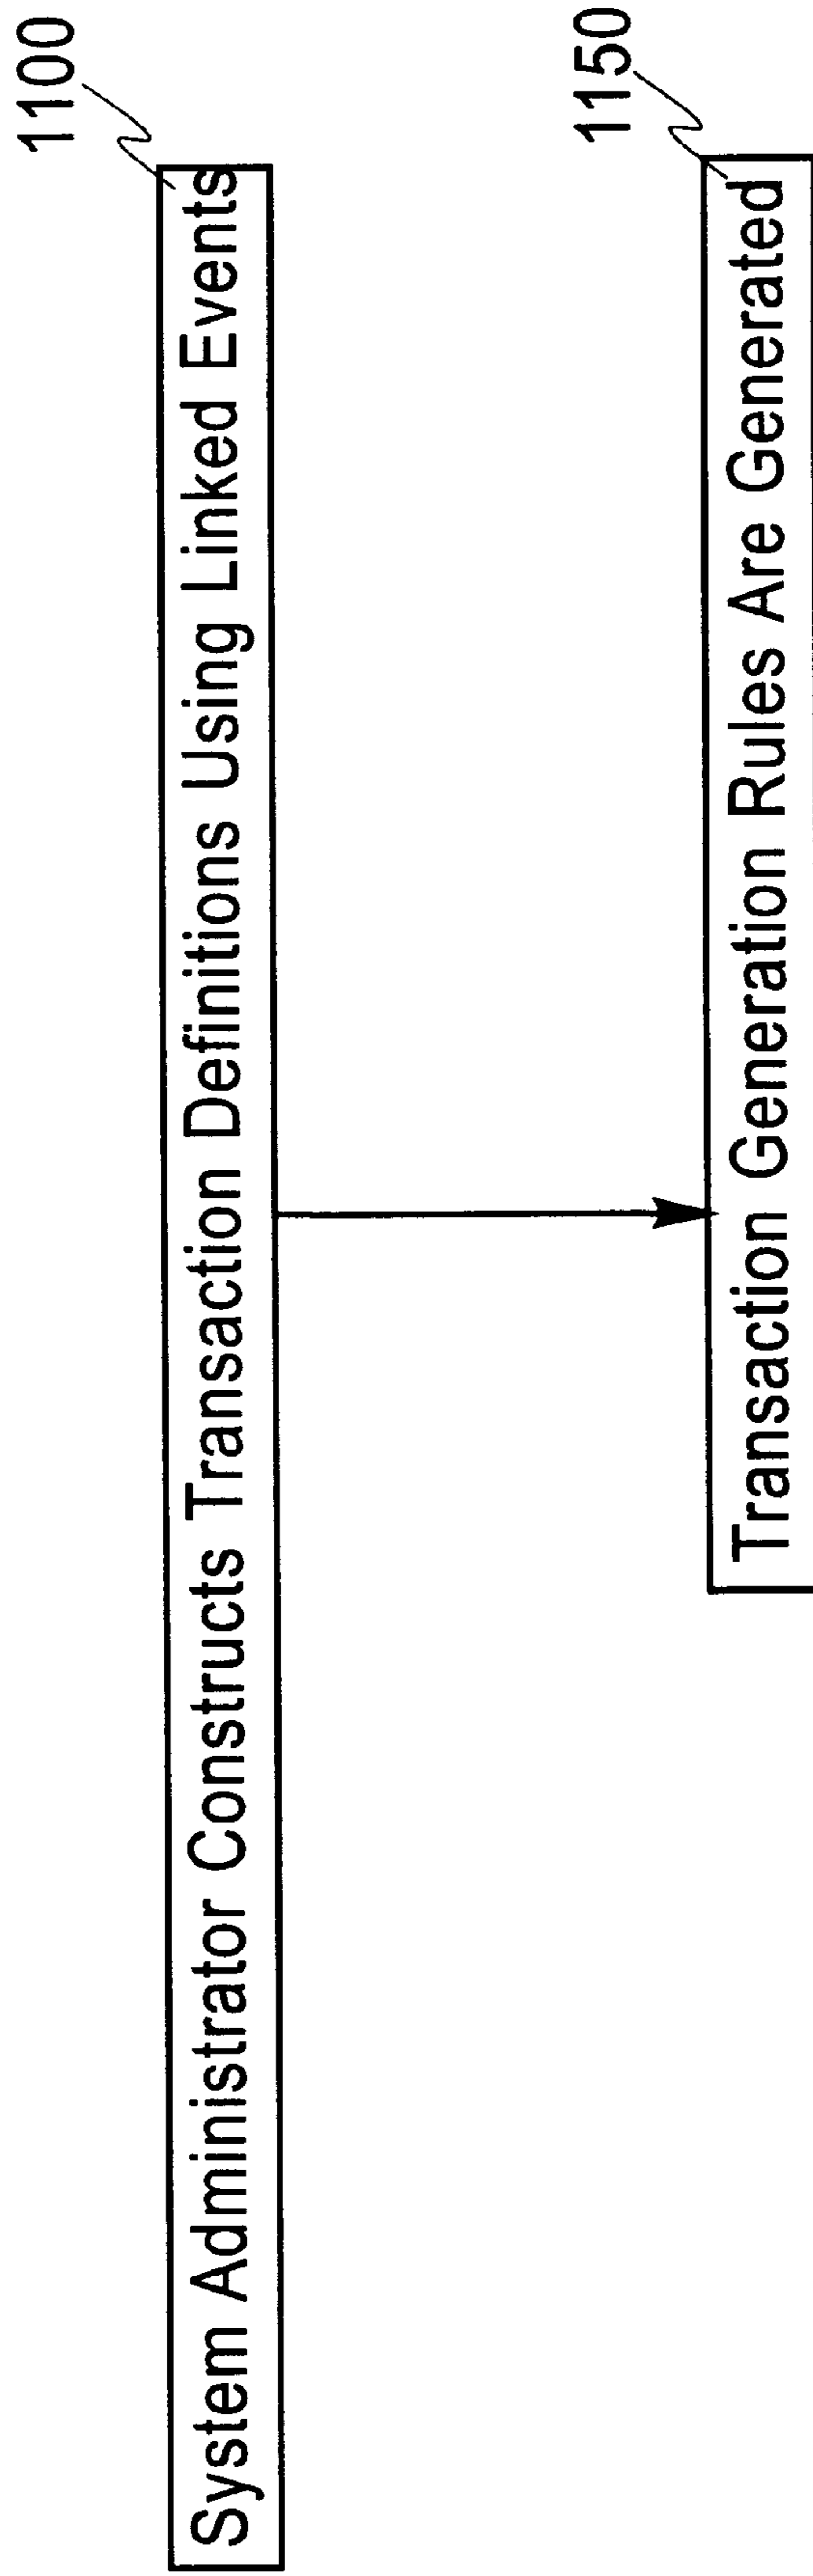 1100
System Administrator Constructs Transaction Definitions Using Linked Events
1150
Transaction Generation Rules Are Generated